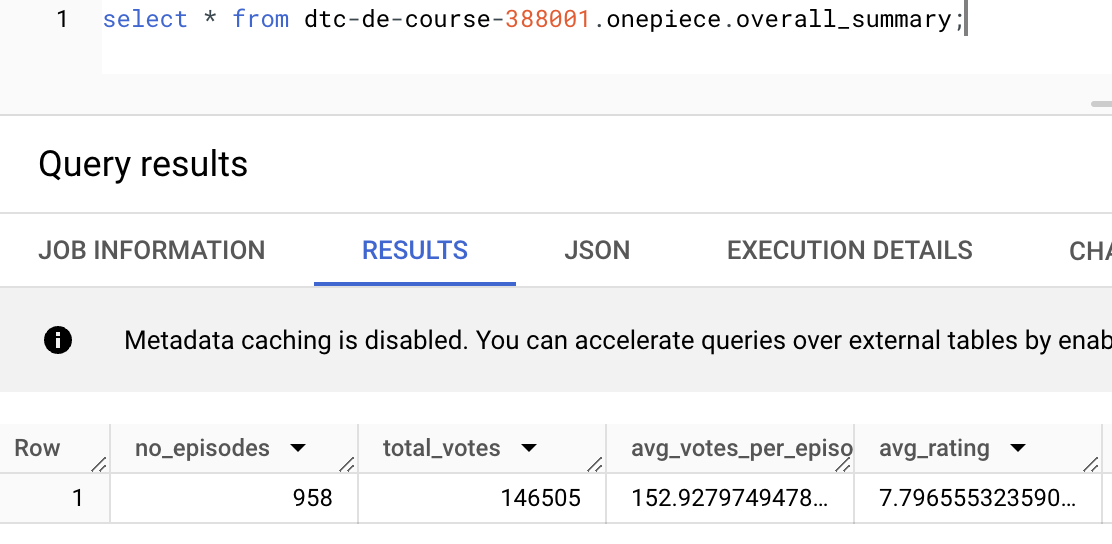 1 select * from dtc-de-course-388001.onepiece.overall_summary;
Query results
JOB INFORMATION RESULTS JSON EXECUTION DETAILS CHA
Metadata caching is disabled. You can accelerate queries over external tables by enab
Row no_episodes total_votes avg_votes_per_episo avg_rating
1 958 146505 152.9279749478... 7.796555323590...